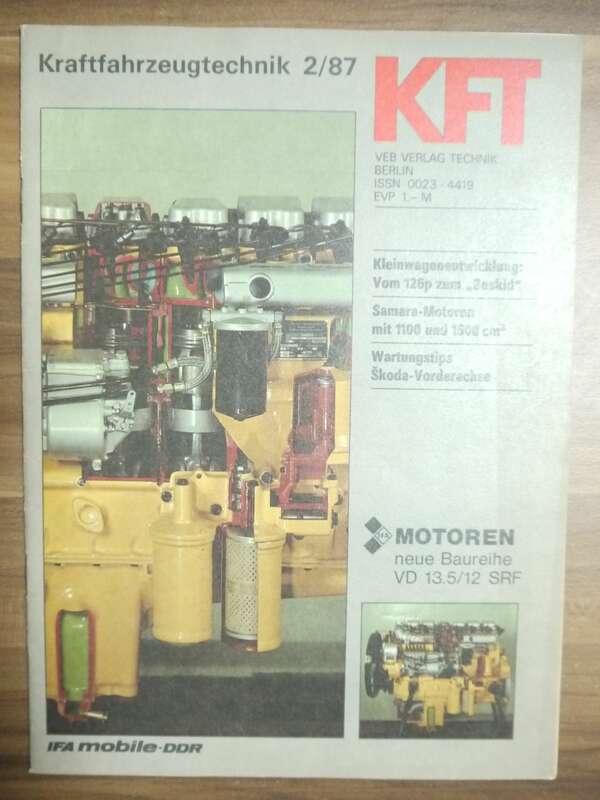 Kraftfahrzeugtechnik 2/87
KFT
VEB VERLAG TECHNIK
BERLIN
ISSN 0023 - 4419
EVP 1,– M
Kleinwagenentwicklung:
Vom 126p zum „Beskid“
Samara-Motoren
mit 1100 und 1500 cm³
Wartungstips
Škoda-Vorderachse
IFA
MOTOREN
neue Baureihe
VD 13.5/12 SRF
IFA mobile-DDR